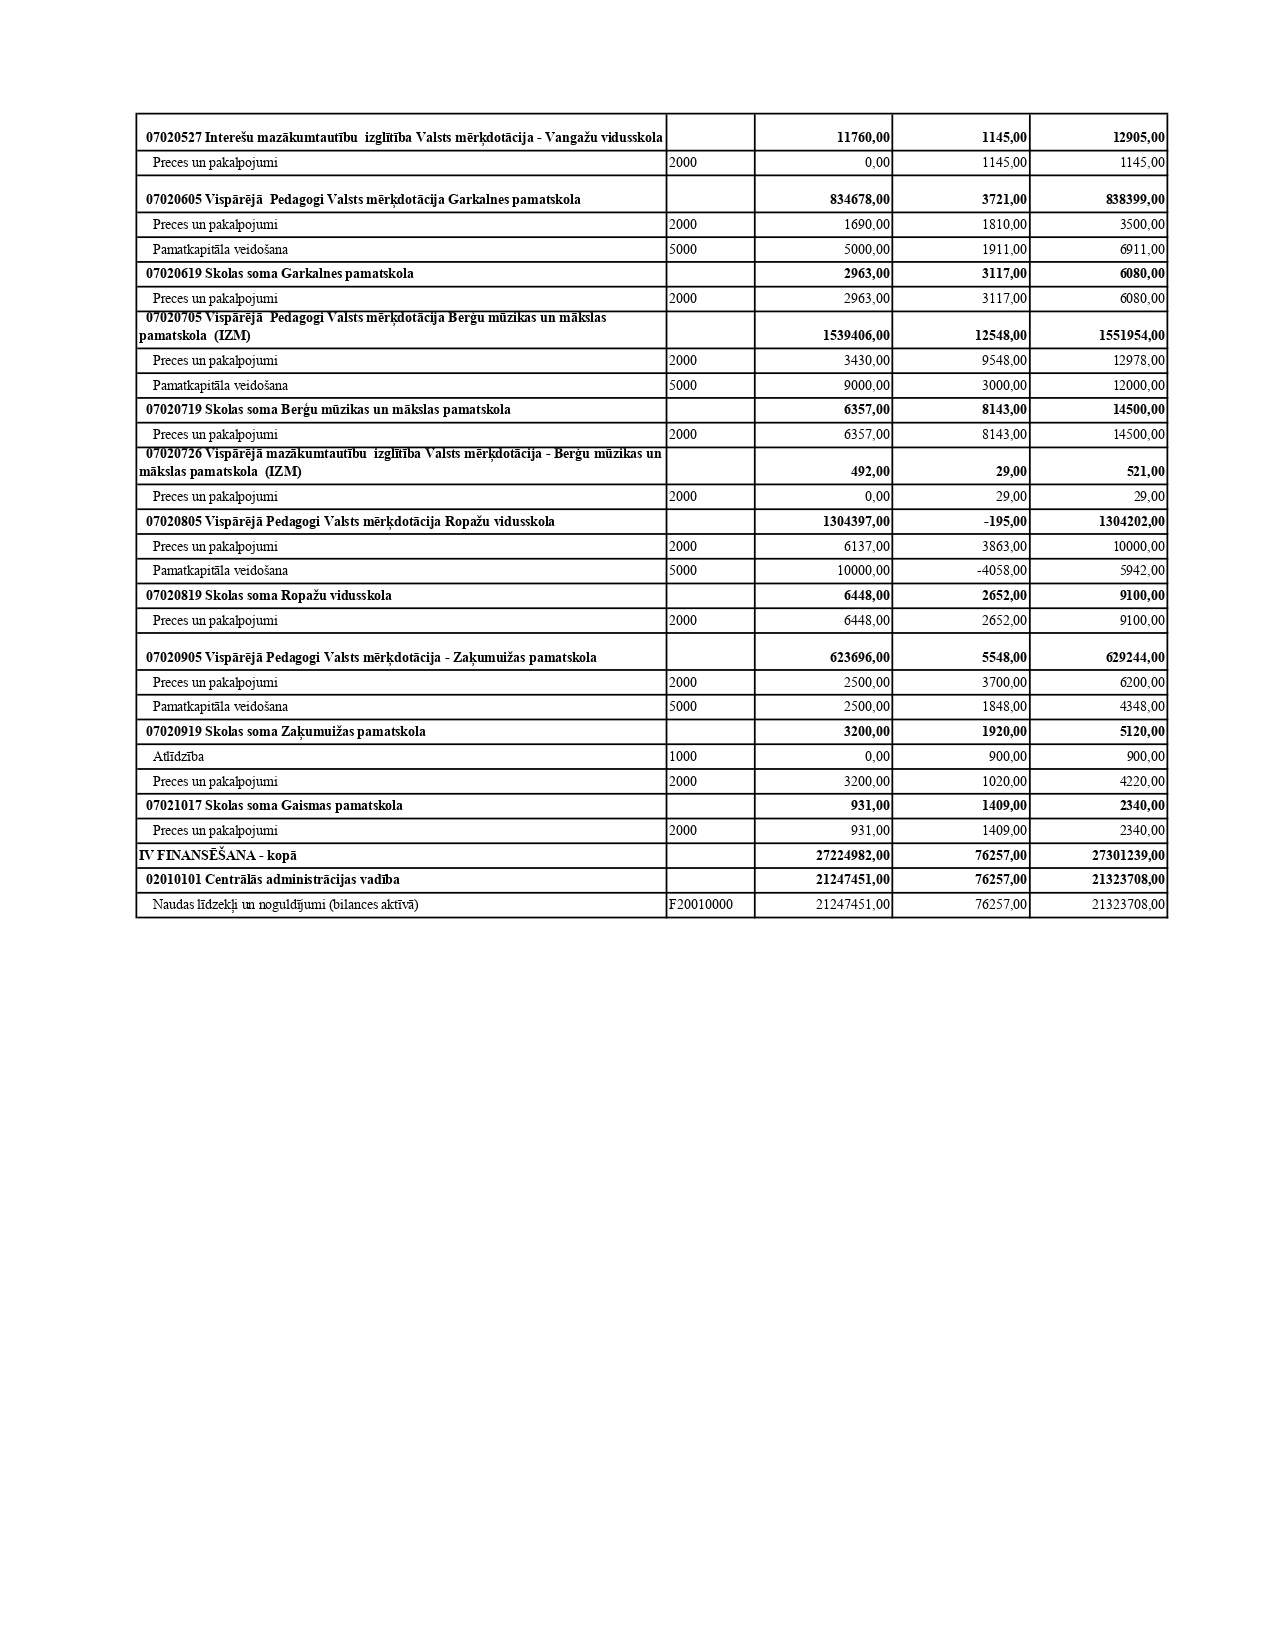 07020527 Interešu mazākumtautību  izglītība Valsts mērķdotācija - Vangažu vidusskola 11760,00 1145,00 12905,00
Preces un pakalpojumi 2000 0,00 1145,00 1145,00
07020605 Vispārējā  Pedagogi Valsts mērķdotācija Garkalnes pamatskola 834678,00 3721,00 838399,00
Preces un pakalpojumi 2000 1690,00 1810,00 3500,00
Pamatkapitāla veidošana 5000 5000,00 1911,00 6911,00
07020619 Skolas soma Garkalnes pamatskola 2963,00 3117,00 6080,00
Preces un pakalpojumi 2000 2963,00 3117,00 6080,00
07020705 Vispārējā  Pedagogi Valsts mērķdotācija Berģu mūzikas un mākslas
pamatskola  (IZM) 1539406,00 12548,00 1551954,00
Preces un pakalpojumi 2000 3430,00 9548,00 12978,00
Pamatkapitāla veidošana 5000 9000,00 3000,00 12000,00
07020719 Skolas soma Berģu mūzikas un mākslas pamatskola 6357,00 8143,00 14500,00
Preces un pakalpojumi 2000 6357,00 8143,00 14500,00
07020726 Vispārējā mazākumtautību  izglītība Valsts mērķdotācija - Berģu mūzikas un
mākslas pamatskola  (IZM) 492,00 29,00 521,00
Preces un pakalpojumi 2000 0,00 29,00 29,00
07020805 Vispārējā Pedagogi Valsts mērķdotācija Ropažu vidusskola 1304397,00 -195,00 1304202,00
Preces un pakalpojumi 2000 6137,00 3863,00 10000,00
Pamatkapitāla veidošana 5000 10000,00 -4058,00 5942,00
07020819 Skolas soma Ropažu vidusskola 6448,00 2652,00 9100,00
Preces un pakalpojumi 2000 6448,00 2652,00 9100,00
07020905 Vispārējā Pedagogi Valsts mērķdotācija - Zaķumuižas pamatskola 623696,00 5548,00 629244,00
Preces un pakalpojumi 2000 2500,00 3700,00 6200,00
Pamatkapitāla veidošana 5000 2500,00 1848,00 4348,00
07020919 Skolas soma Zaķumuižas pamatskola 3200,00 1920,00 5120,00
Atlīdzība 1000 0,00 900,00 900,00
Preces un pakalpojumi 2000 3200,00 1020,00 4220,00
07021017 Skolas soma Gaismas pamatskola 931,00 1409,00 2340,00
Preces un pakalpojumi 2000 931,00 1409,00 2340,00
IV FINANSĒŠANA - kopā 27224982,00 76257,00 27301239,00
02010101 Centrālās administrācijas vadība 21247451,00 76257,00 21323708,00
Naudas līdzekļi un noguldījumi (bilances aktīvā) F20010000 21247451,00 76257,00 21323708,00